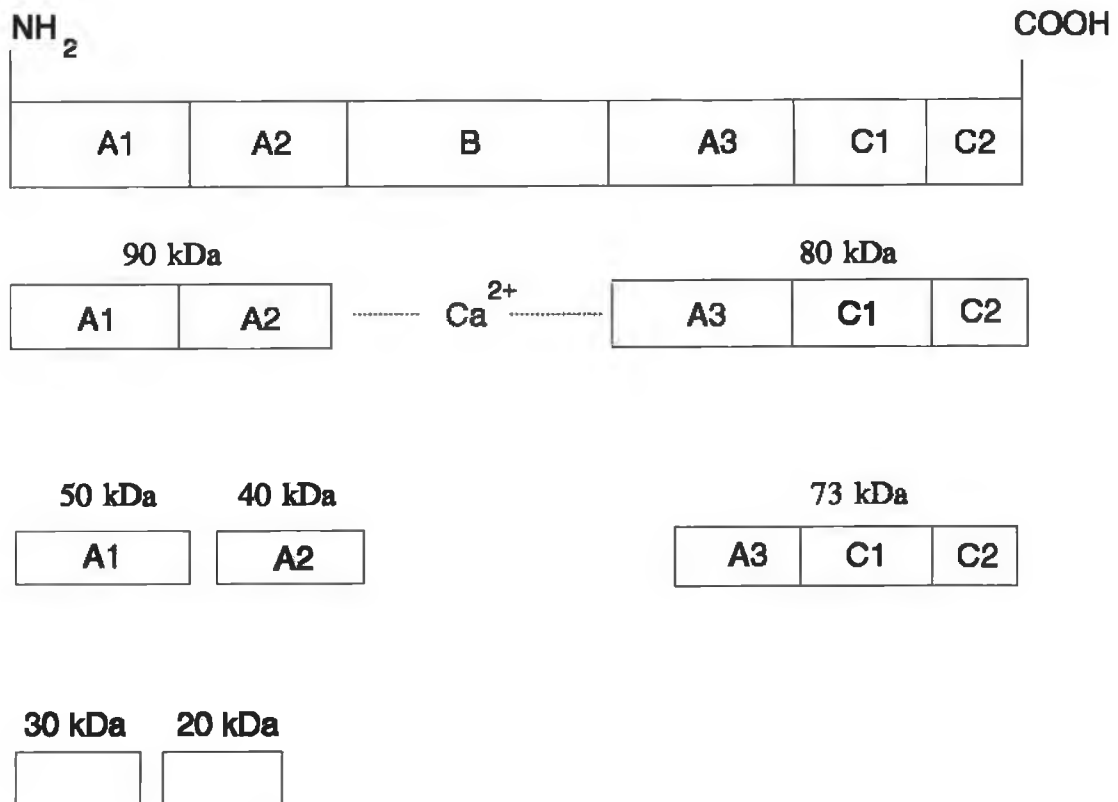 NH2 COOH
A1 A2 B A3 C1 C2
90 kDa 80 kDa
A1 A2 Ca2+ A3 C1 C2
50 kDa 40 kDa 73 kDa
A1 A2 A3 C1 C2
30 kDa 20 kDa